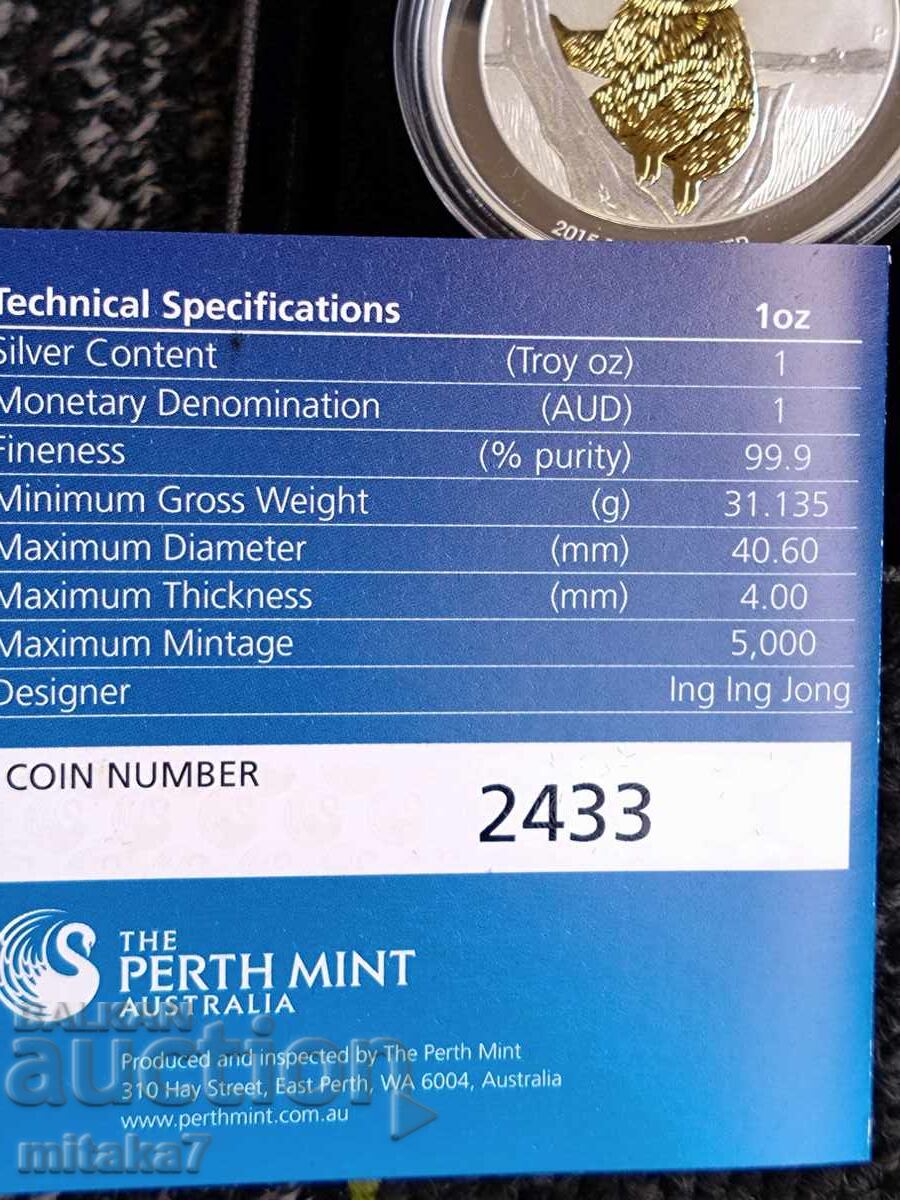 P
2015
Technical Specifications 1oz
Silver Content (Troy oz) 1
Monetary Denomination (AUD) 1
Fineness (% purity) 99.9
Minimum Gross Weight (g) 31.135
Maximum Diameter (mm) 40.60
Maximum Thickness (mm) 4.00
Maximum Mintage 5,000
Designer Ing Ing Jong
COIN NUMBER 2433
THE
PERTH MINT
AUSTRALIA
BALKAN
auction
Produced and inspected by The Perth Mint
310 Hay Street, East Perth, WA 6004, Australia
www.perthmint.com.au
mitaka7